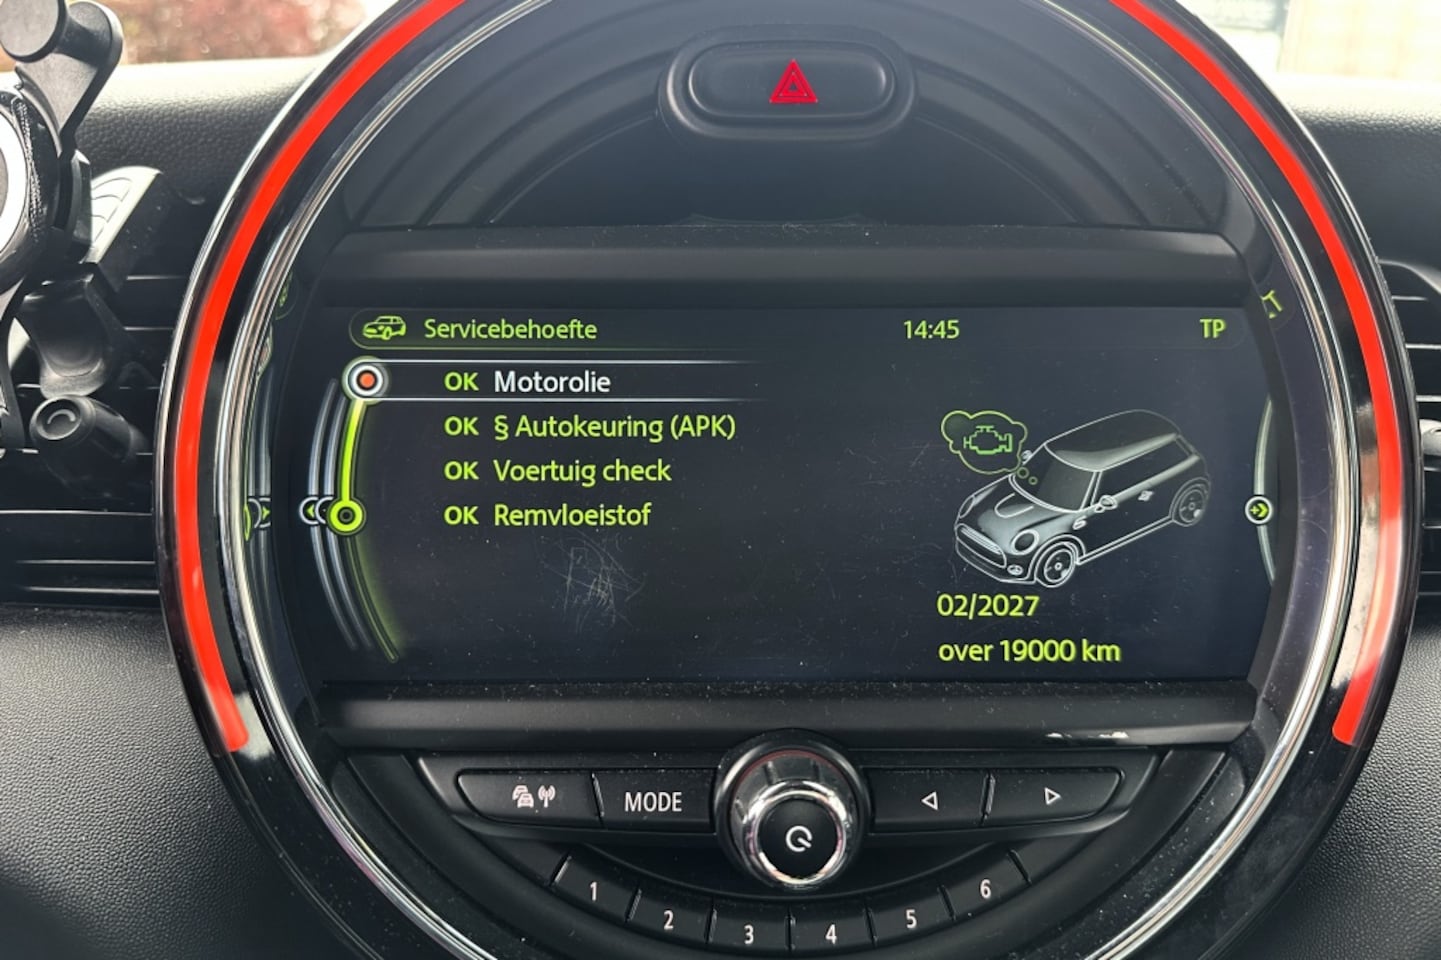 Servicebehoefte 14:45 TP
OK Motorolie
OK § Autokeuring (APK)
OK Voertuig check
OK Remvloeistof
02/2027
over 19000 km
MODE
1 2 3 4 5 6